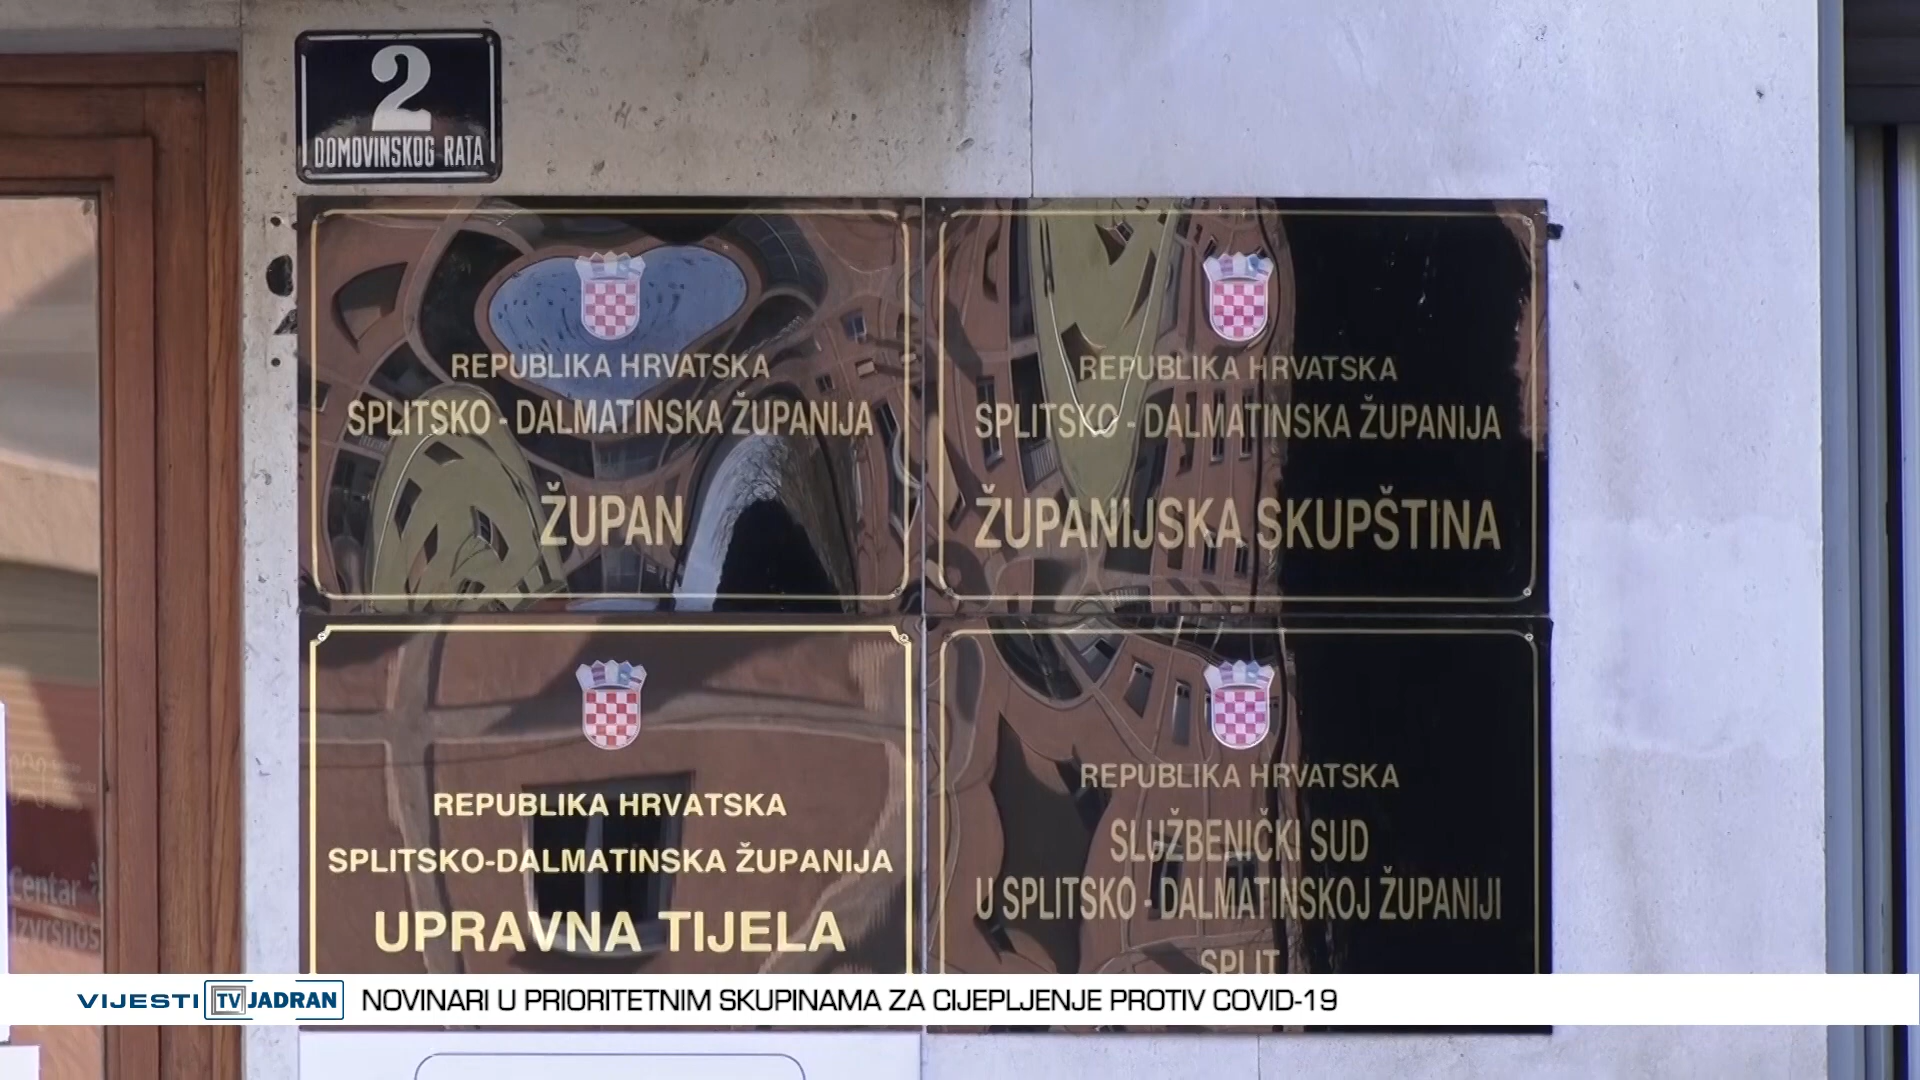 2
DOMOVINSKOG RATA
REPUBLIKA HRVATSKA
SPLITSKO - DALMATINSKA ŽUPANIJA
ŽUPAN
REPUBLIKA HRVATSKA
SPLITSKO - DALMATINSKA ŽUPANIJA
ŽUPANIJSKA SKUPŠTINA
REPUBLIKA HRVATSKA
SPLITSKO-DALMATINSKA ŽUPANIJA
UPRAVNA TIJELA
REPUBLIKA HRVATSKA
SLUŽBENIČKI SUD
U SPLITSKO - DALMATINSKOJ ŽUPANIJI
SPLIT
Centar
VIJESTI TV JADRAN NOVINARI U PRIORITETNIM SKUPINAMA ZA CIJEPLJENJE PROTIV COVID-19